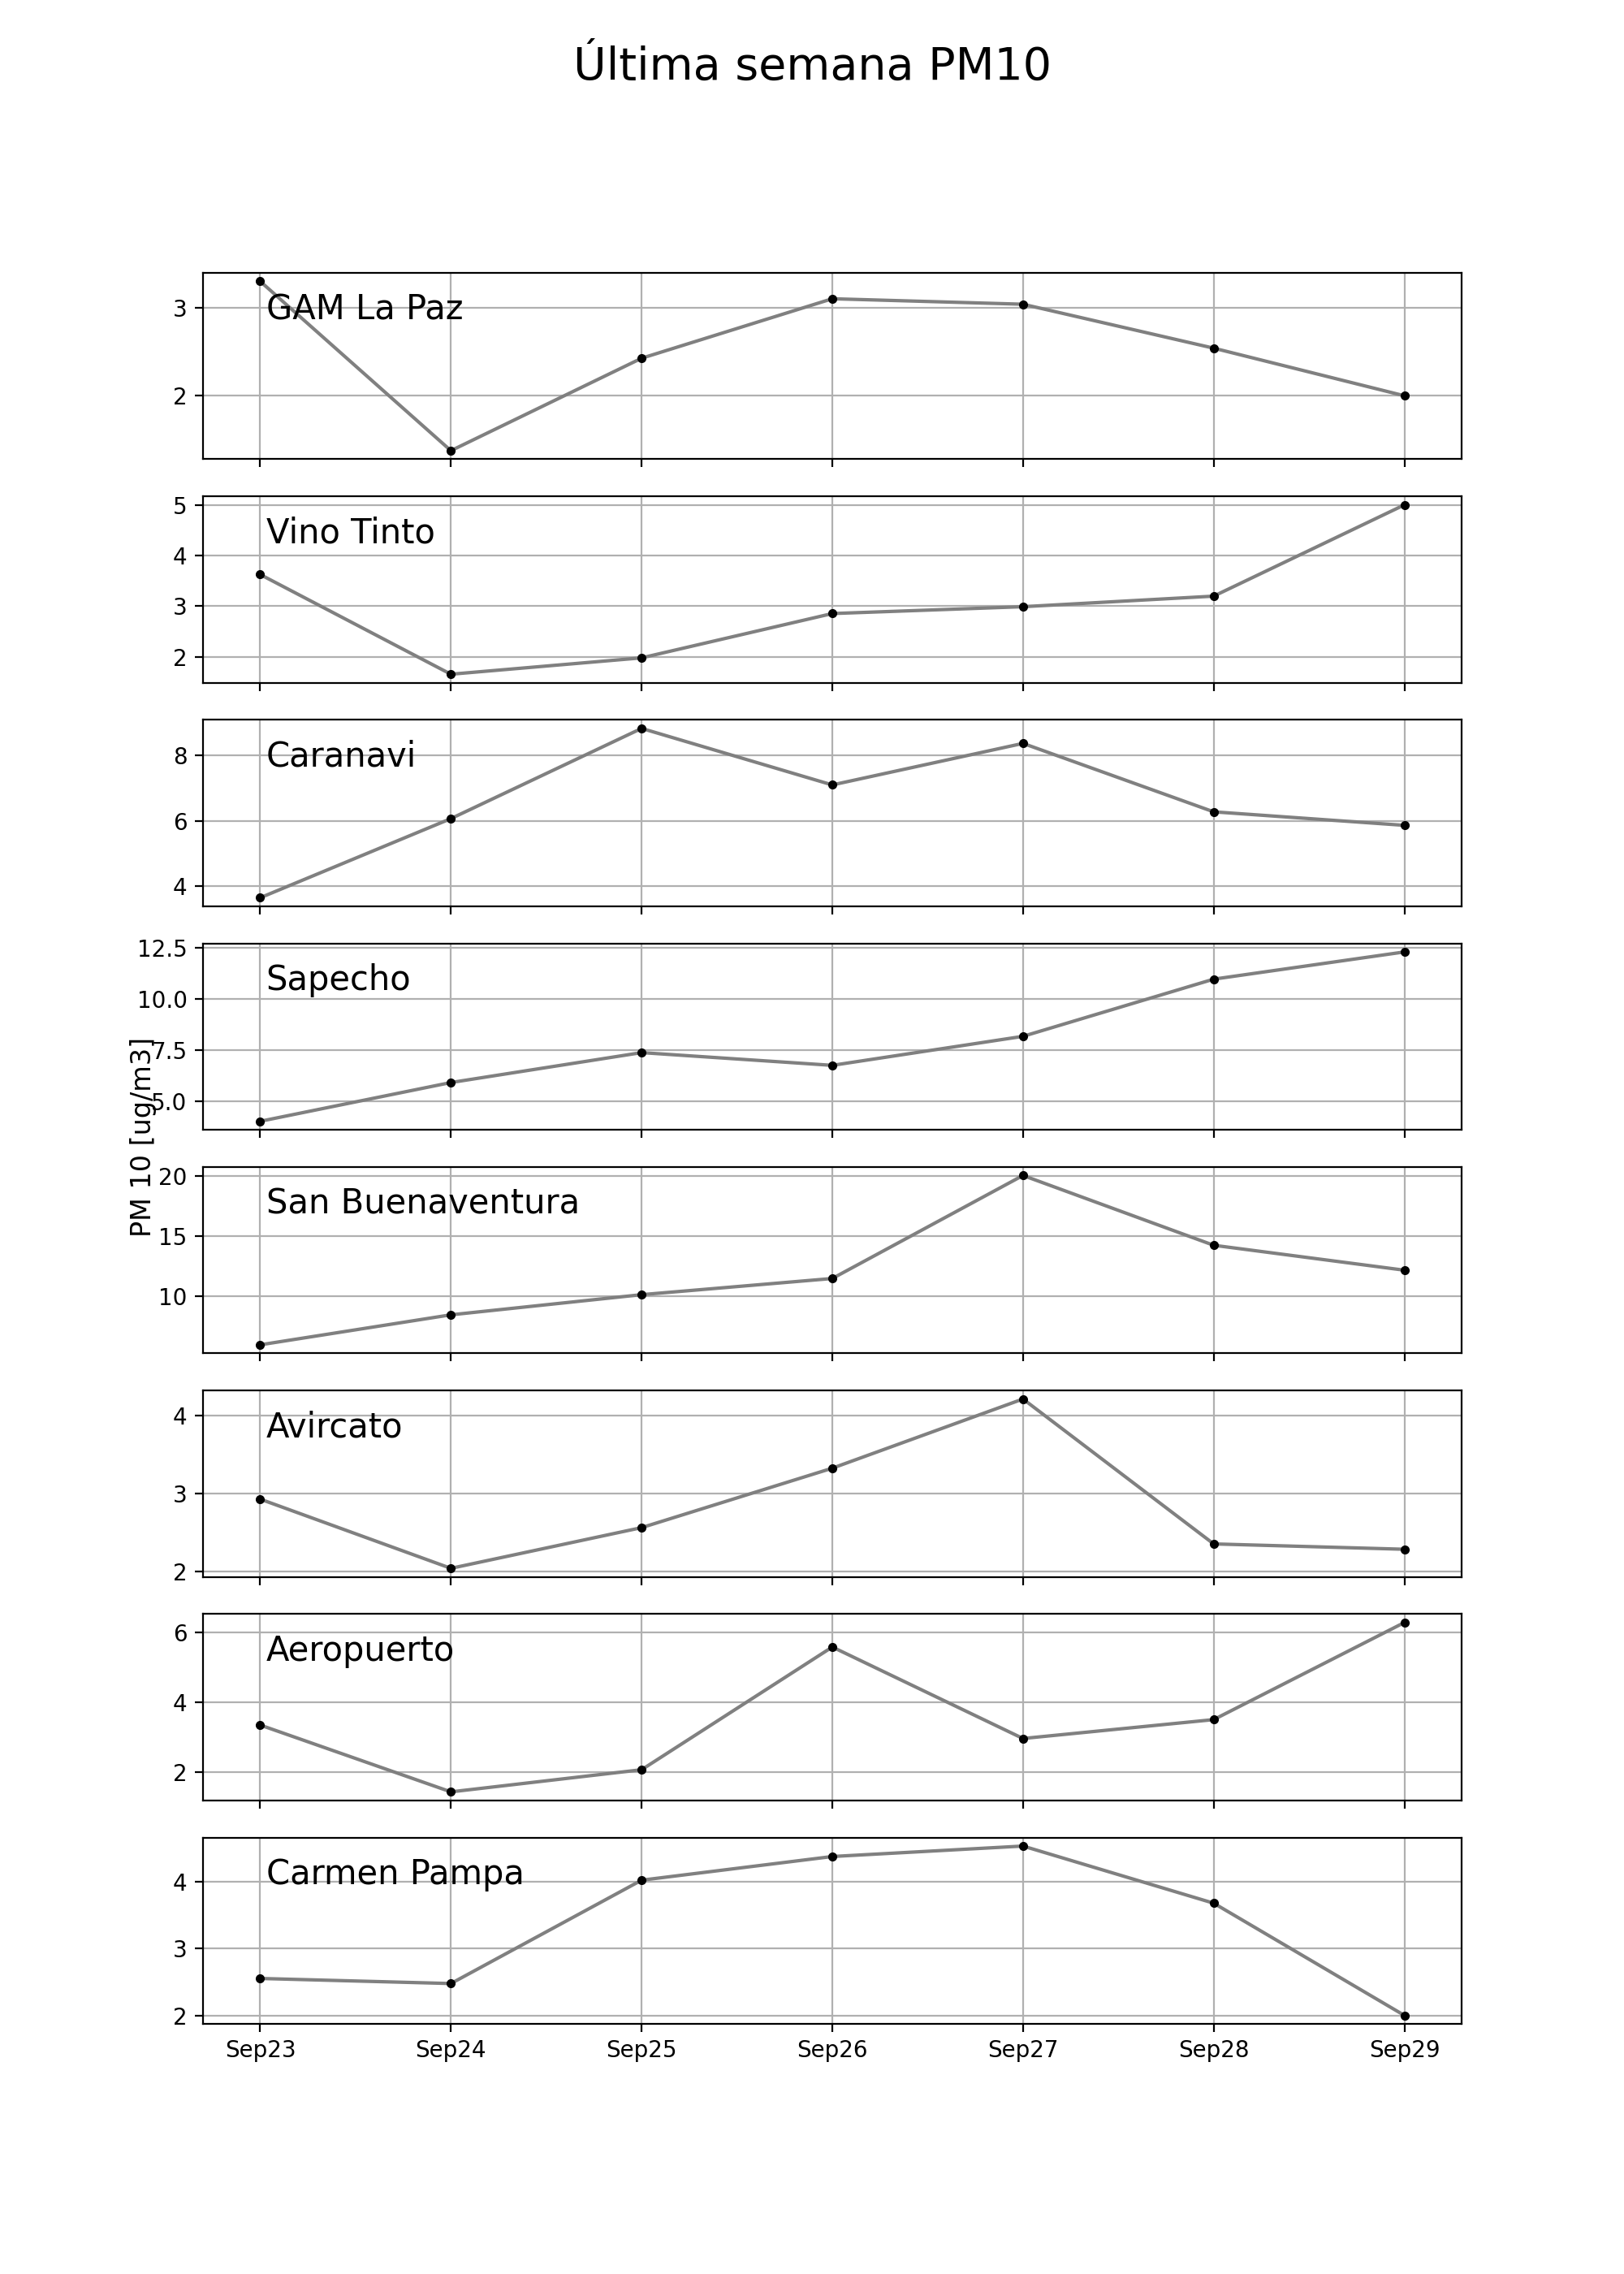 Última semana PM10
GAM La Paz
3
2
Vino Tinto
5
4
3
2
Caranavi
8
6
4
Sapecho
12.5
10.0
7.5
5.0
PM 10 [ug/m3]
San Buenaventura
20
15
10
Avircato
4
3
2
Aeropuerto
6
4
2
Carmen Pampa
4
3
2
Sep23 Sep24 Sep25 Sep26 Sep27 Sep28 Sep29